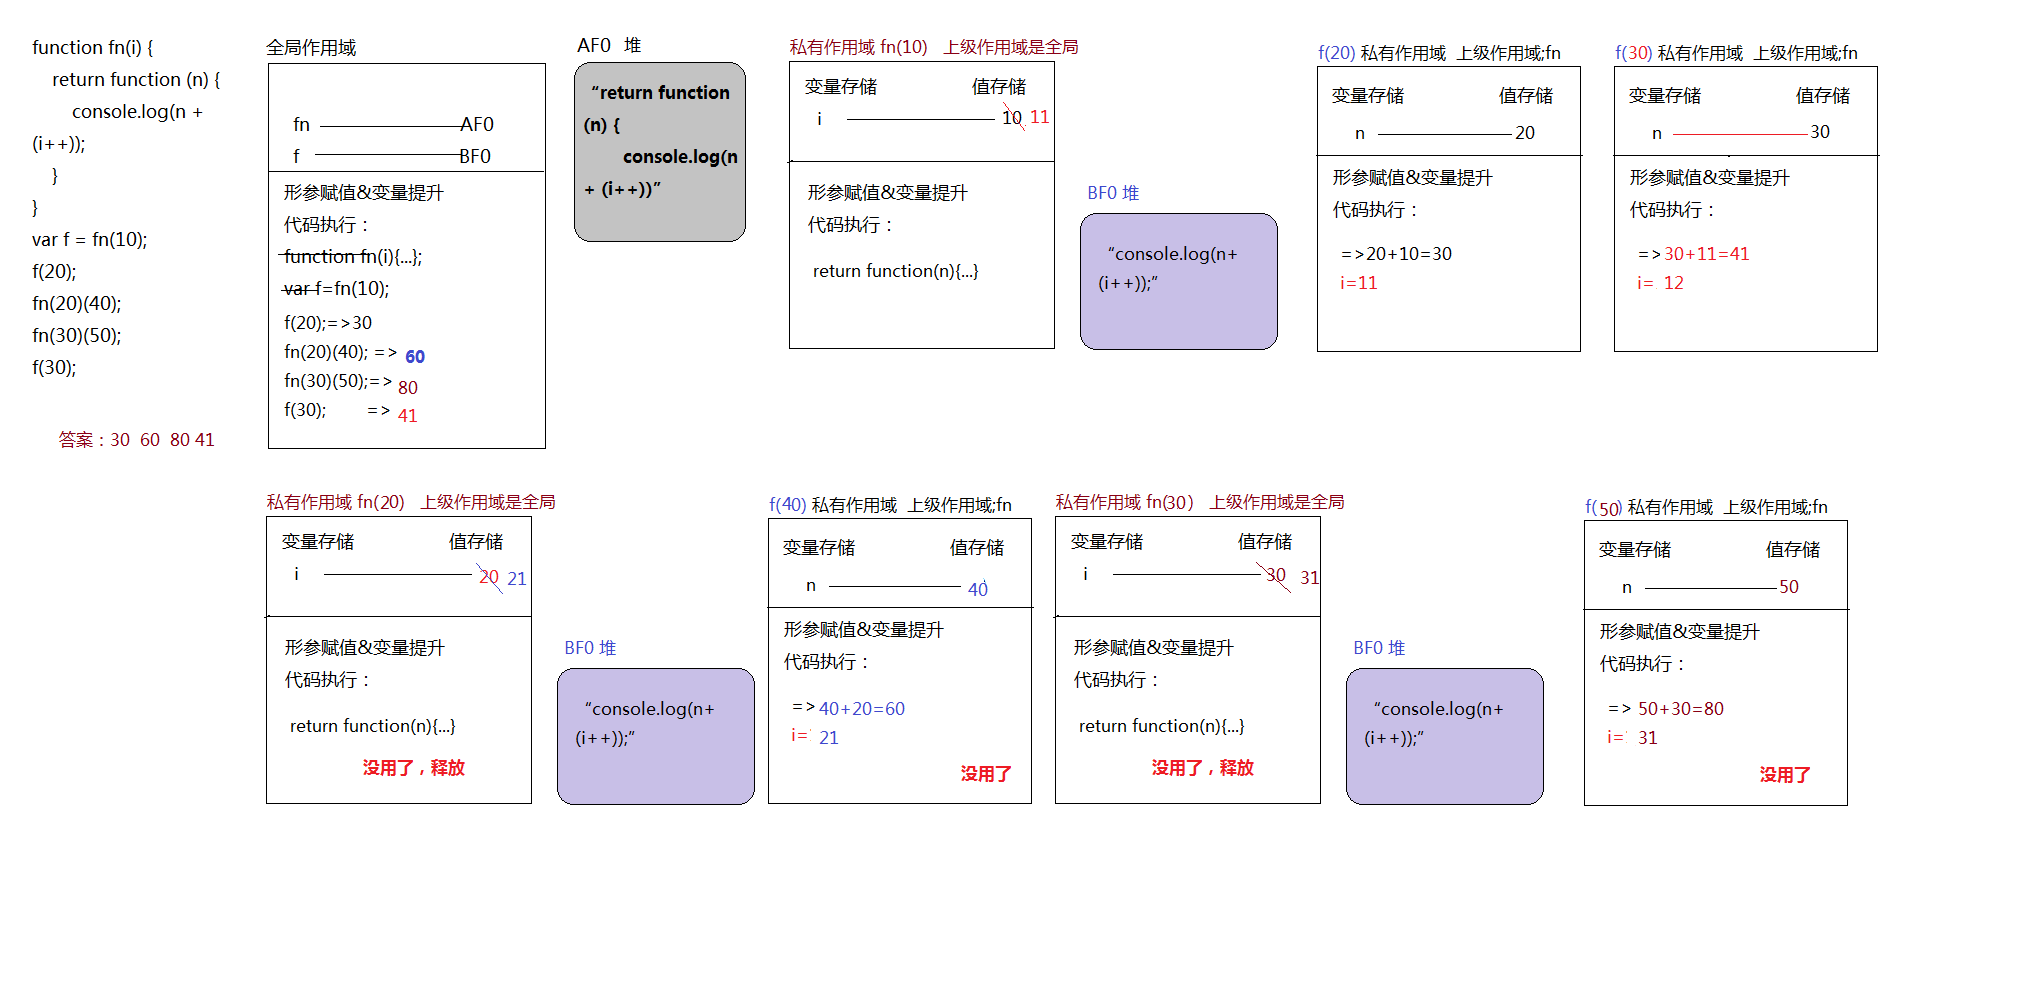 function fn(i) {
return function (n) {
console.log(n +
(i++));
}
}
var f = fn(10);
f(20);
fn(20)(40);
fn(30)(50);
f(30);
答案：30 60 80 41
全局作用域
fn AF0
f BF0
形参赋值&变量提升
代码执行：
function fn(i){...};
var f=fn(10);
f(20);=>30
fn(20)(40); => 60
fn(30)(50);=> 80
f(30); => 41
AF0 堆
“return function
(n) {
console.log(n
+ (i++))”
私有作用域 fn(10) 上级作用域是全局
变量存储 值存储
i 10 11
形参赋值&变量提升
代码执行：
return function(n){...}
BF0 堆
“console.log(n+
(i++));”
f(20) 私有作用域 上级作用域;fn
变量存储 值存储
n 20
形参赋值&变量提升
代码执行：
=>20+10=30
i=11
f(30) 私有作用域 上级作用域;fn
变量存储 值存储
n 30
形参赋值&变量提升
代码执行：
=>30+11=41
i= 12
私有作用域 fn(20) 上级作用域是全局
变量存储 值存储
i 20 21
形参赋值&变量提升
代码执行：
return function(n){...}
没用了，释放
BF0 堆
“console.log(n+
(i++));”
f(40) 私有作用域 上级作用域;fn
变量存储 值存储
n 40
形参赋值&变量提升
代码执行：
=>40+20=60
i= 21
没用了
私有作用域 fn(30) 上级作用域是全局
变量存储 值存储
i 30 31
形参赋值&变量提升
代码执行：
return function(n){...}
没用了，释放
BF0 堆
“console.log(n+
(i++));”
f(50) 私有作用域 上级作用域;fn
变量存储 值存储
n 50
形参赋值&变量提升
代码执行：
=> 50+30=80
i= 31
没用了